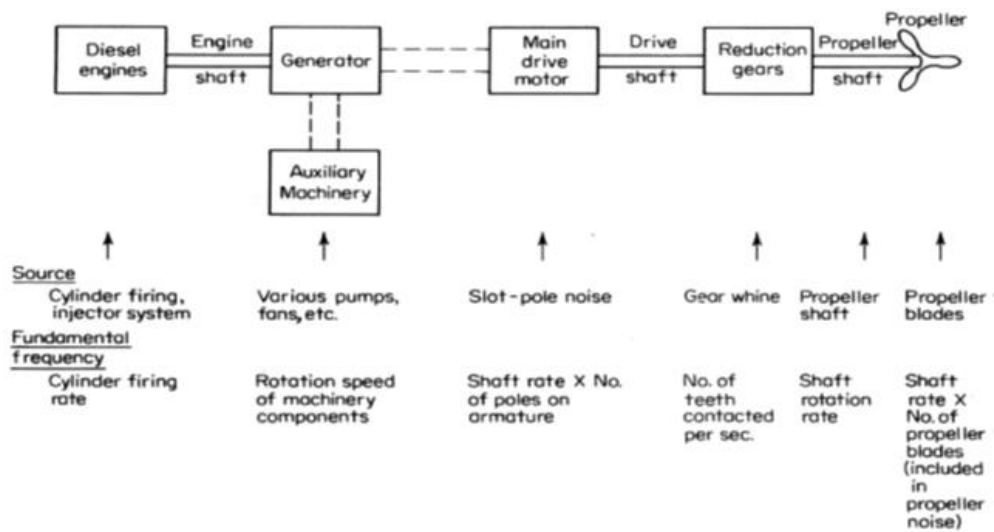 Propeller
Diesel
engines
Engine
shaft
Generator
Main
drive
motor
Drive
shaft
Reduction
gears
Propeller
shaft
Auxiliary
Machinery
Source
Cylinder firing,
injector system
Various pumps,
fans, etc.
Slot-pole noise
Gear whine
Propeller
shaft
Propeller
blades
Fundamental
frequency
Cylinder firing
rate
Rotation speed
of machinery
components
Shaft rate X No.
of poles on
armature
No. of
teeth
contacted
per sec.
Shaft
rotation
rate
Shaft
rate X
No. of
propeller
blades
(included
in
propeller
noise)